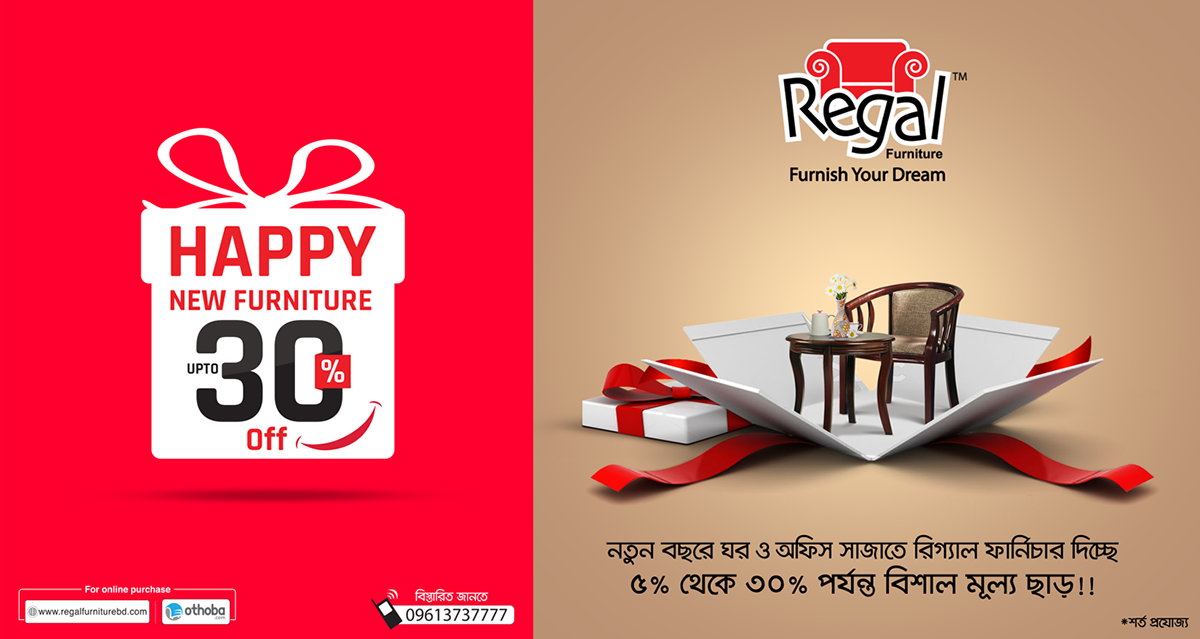 HAPPY
NEW FURNITURE
UPTO 30%
Off
For online purchase
www.regalfurniturebd.com
othoba
.com
বিস্তারিত জানতে
09613737777
Regal TM
Furniture
Furnish Your Dream
নতুন বছরে ঘর ও অফিস সাজাতে রিগ্যাল ফার্নিচার দিচ্ছে
৫% থেকে ৩০% পর্যন্ত বিশাল মূল্য ছাড়!!
*শর্ত প্রযোজ্য